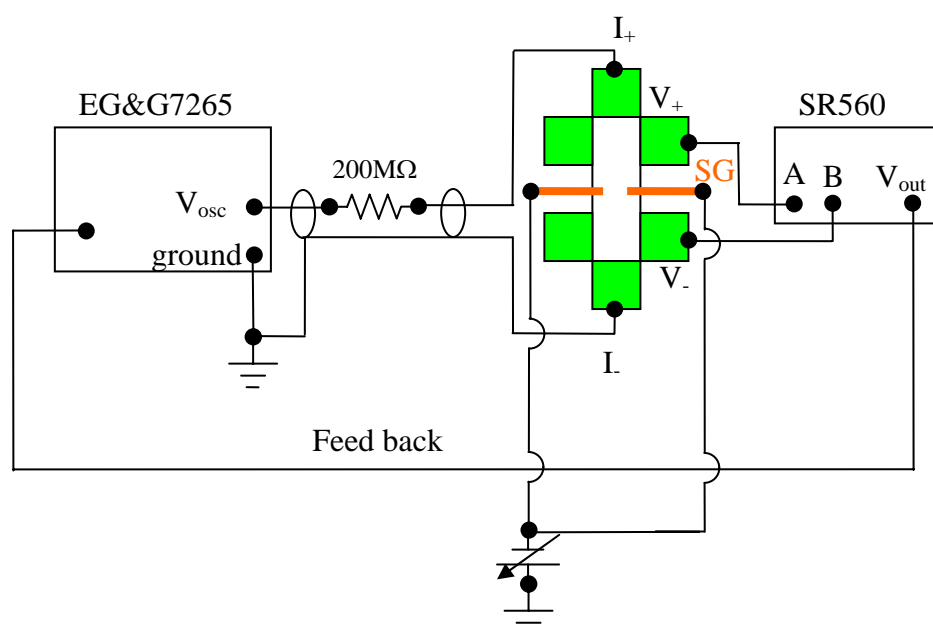 I+
EG&G7265
V+
SR560
200MΩ
SG
A
B
Vout
Vosc
ground
V-
I-
Feed back